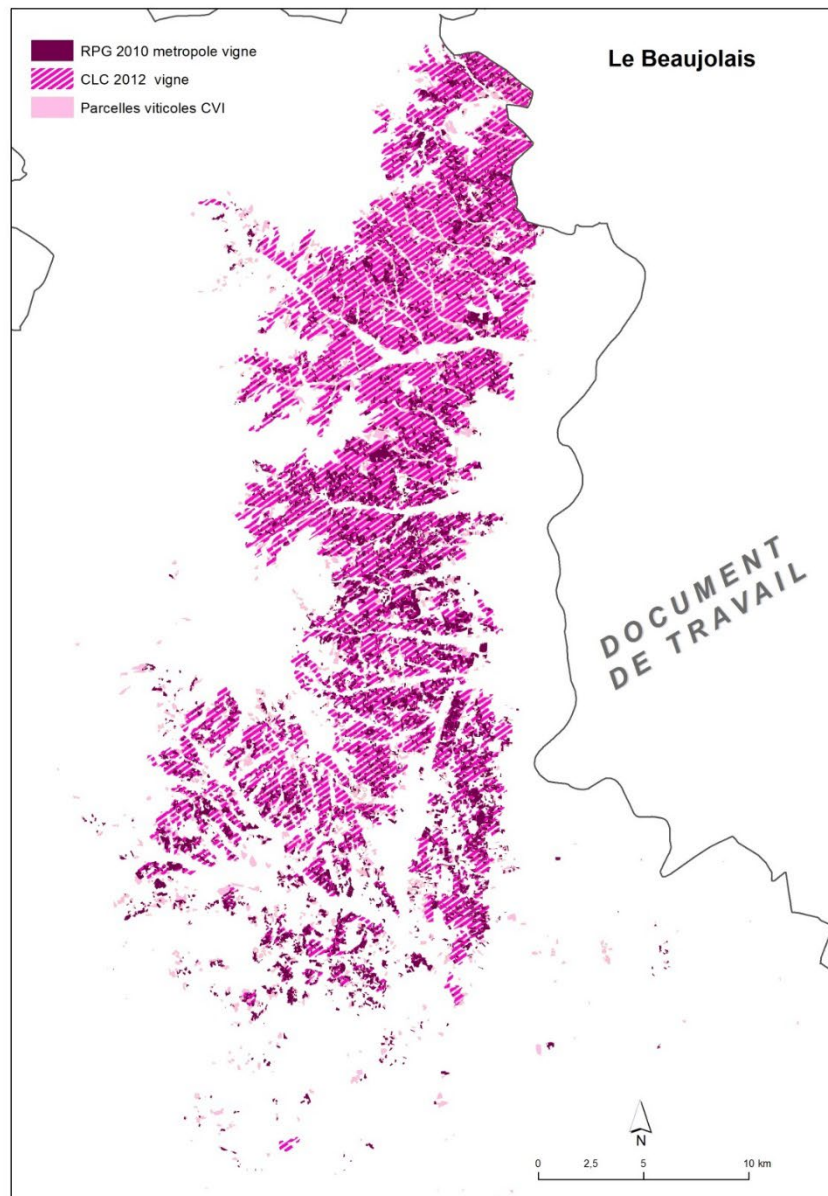 RPG 2010 metropole vigne
CLC 2012 vigne
Parcelles viticoles CVI
Le Beaujolais
DOCUMENT
DE TRAVAIL
N
0 2,5 5 10 km